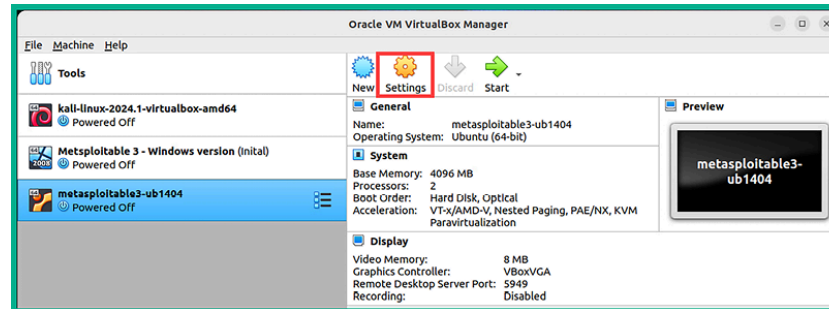 Oracle VM VirtualBox Manager
File Machine Help
Tools
New Settings Discard Start
kali-linux-2024.1-virtualbox-amd64
Powered Off
Metsploitable 3 - Windows version (Inital)
Powered Off
2008
metasploitable3-ub1404
Powered Off
General
Name: metasploitable3-ub1404
Operating System: Ubuntu (64-bit)
System
Base Memory: 4096 MB
Processors: 2
Boot Order: Hard Disk, Optical
Acceleration: VT-x/AMD-V, Nested Paging, PAE/NX, KVM
Paravirtualization
Display
Video Memory: 8 MB
Graphics Controller: VBoxVGA
Remote Desktop Server Port: 5949
Recording: Disabled
Preview
metasploitable3-
ub1404